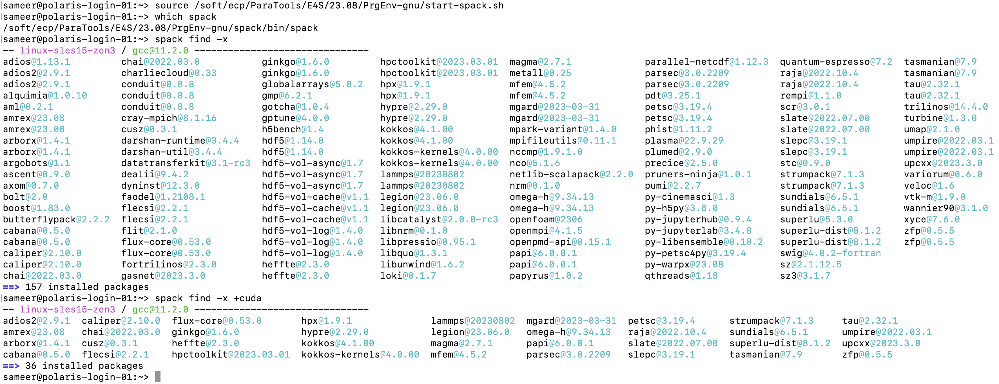 [sameer@polaris-login-01:~> source /soft/ecp/ParaTools/E4S/23.08/PrgEnv-gnu/start-spack.sh
[sameer@polaris-login-01:~> which spack
/soft/ecp/ParaTools/E4S/23.08/PrgEnv-gnu/spack/bin/spack
[sameer@polaris-login-01:~> spack find -x
-- linux-sles15-zen3 / gcc@11.2.0 -------------------------------
adios@1.13.1 chai@2022.03.0 ginkgo@1.6.0 hpctoolkit@2023.03.01 magma@2.7.1 parallel-netcdf@1.12.3 quantum-espresso@7.2 tasmanian@7.9
adios2@2.9.1 charliecloud@0.33 ginkgo@1.6.0 hpctoolkit@2023.03.01 metall@0.25 parsec@3.0.2209 raja@2022.10.4 tasmanian@7.9
adios2@2.9.1 conduit@0.8.8 globalarrays@5.8.2 hpx@1.9.1 mfem@4.5.2 parsec@3.0.2209 raja@2022.10.4 tau@2.32.1
alquimia@1.0.10 conduit@0.8.8 gmp@6.2.1 hpx@1.9.1 mfem@4.5.2 pdt@3.25.1 rempi@1.1.0 tau@2.32.1
aml@0.2.1 conduit@0.8.8 gotcha@1.0.4 hypre@2.29.0 mgard@2023-03-31 petsc@3.19.4 scr@3.0.1 trilinos@14.4.0
amrex@23.08 cray-mpich@8.1.16 gptune@4.0.0 hypre@2.29.0 mgard@2023-03-31 petsc@3.19.4 slate@2022.07.00 turbine@1.3.0
amrex@23.08 cusz@0.3.1 h5bench@1.4 kokkos@4.1.00 mpark-variant@1.4.0 phist@1.11.2 slate@2022.07.00 umap@2.1.0
arborx@1.4.1 darshan-runtime@3.4.4 hdf5@1.14.0 kokkos@4.1.00 mpifileutils@0.11.1 plasma@22.9.29 slepc@3.19.1 umpire@2022.03.1
arborx@1.4.1 darshan-util@3.4.4 hdf5@1.14.0 kokkos-kernels@4.0.00 nccmp@1.9.1.0 plumed@2.9.0 slepc@3.19.1 umpire@2022.03.1
argobots@1.1 datatransferkit@3.1-rc3 hdf5-vol-async@1.7 kokkos-kernels@4.0.00 nco@5.1.6 precice@2.5.0 stc@0.9.0 upcxx@2023.3.0
ascent@0.9.0 dealii@9.4.2 hdf5-vol-async@1.7 lammps@20230802 netlib-scalapack@2.2.0 pruners-ninja@1.0.1 strumpack@7.1.3 variorum@0.6.0
axom@0.7.0 dyninst@12.3.0 hdf5-vol-async@1.7 lammps@20230802 nrm@0.1.0 pumi@2.2.7 strumpack@7.1.3 veloc@1.6
bolt@2.0 faodel@1.2108.1 hdf5-vol-cache@v1.1 legion@23.06.0 omega-h@9.34.13 py-cinemasci@1.3 sundials@6.5.1 vtk-m@1.9.0
boost@1.83.0 flecsi@2.2.1 hdf5-vol-cache@v1.1 legion@23.06.0 omega-h@9.34.13 py-h5py@3.8.0 sundials@6.5.1 wannier90@3.1.0
butterflypack@2.2.2 flecsi@2.2.1 hdf5-vol-cache@v1.1 libcatalyst@2.0.0-rc3 openfoam@2306 py-jupyterhub@0.9.4 superlu@5.3.0 xyce@7.6.0
cabana@0.5.0 flit@2.1.0 hdf5-vol-log@1.4.0 libnrm@0.1.0 openmpi@4.1.5 py-jupyterlab@3.4.8 superlu-dist@8.1.2 zfp@0.5.5
cabana@0.5.0 flux-core@0.53.0 hdf5-vol-log@1.4.0 libpressio@0.95.1 openpmd-api@0.15.1 py-libensemble@0.10.2 superlu-dist@8.1.2 zfp@0.5.5
caliper@2.10.0 flux-core@0.53.0 hdf5-vol-log@1.4.0 libquo@1.3.1 papi@6.0.0.1 py-petsc4py@3.19.4 swig@4.0.2-fortran
caliper@2.10.0 fortrilinos@2.3.0 heffte@2.3.0 libunwind@1.6.2 papi@6.0.0.1 py-warpx@23.08 sz@2.1.12.5
chai@2022.03.0 gasnet@2023.3.0 heffte@2.3.0 loki@0.1.7 papyrus@1.0.2 qthreads@1.18 sz3@3.1.7
==> 157 installed packages
[sameer@polaris-login-01:~> spack find -x +cuda
-- linux-sles15-zen3 / gcc@11.2.0 -------------------------------
adios2@2.9.1 caliper@2.10.0 flux-core@0.53.0 hpx@1.9.1 lammps@20230802 mgard@2023-03-31 petsc@3.19.4 strumpack@7.1.3 tau@2.32.1
amrex@23.08 chai@2022.03.0 ginkgo@1.6.0 hypre@2.29.0 legion@23.06.0 omega-h@9.34.13 raja@2022.10.4 sundials@6.5.1 umpire@2022.03.1
arborx@1.4.1 cusz@0.3.1 heffte@2.3.0 kokkos@4.1.00 magma@2.7.1 papi@6.0.0.1 slate@2022.07.00 superlu-dist@8.1.2 upcxx@2023.3.0
cabana@0.5.0 flecsi@2.2.1 hpctoolkit@2023.03.01 kokkos-kernels@4.0.00 mfem@4.5.2 parsec@3.0.2209 slepc@3.19.1 tasmanian@7.9 zfp@0.5.5
==> 36 installed packages
sameer@polaris-login-01:~>